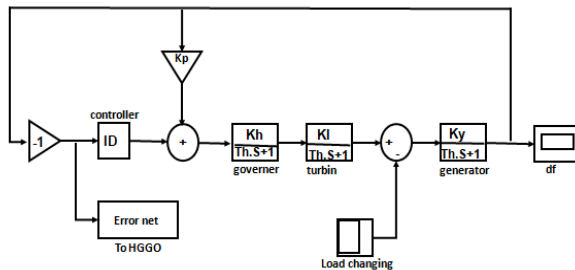 Kp
controller
-1
ID
+
Kh
Th.S+1
governer
Kl
Th.S+1
turbin
+
-
Ky
Th.S+1
generator
df
Error net
To HGGO
Load changing